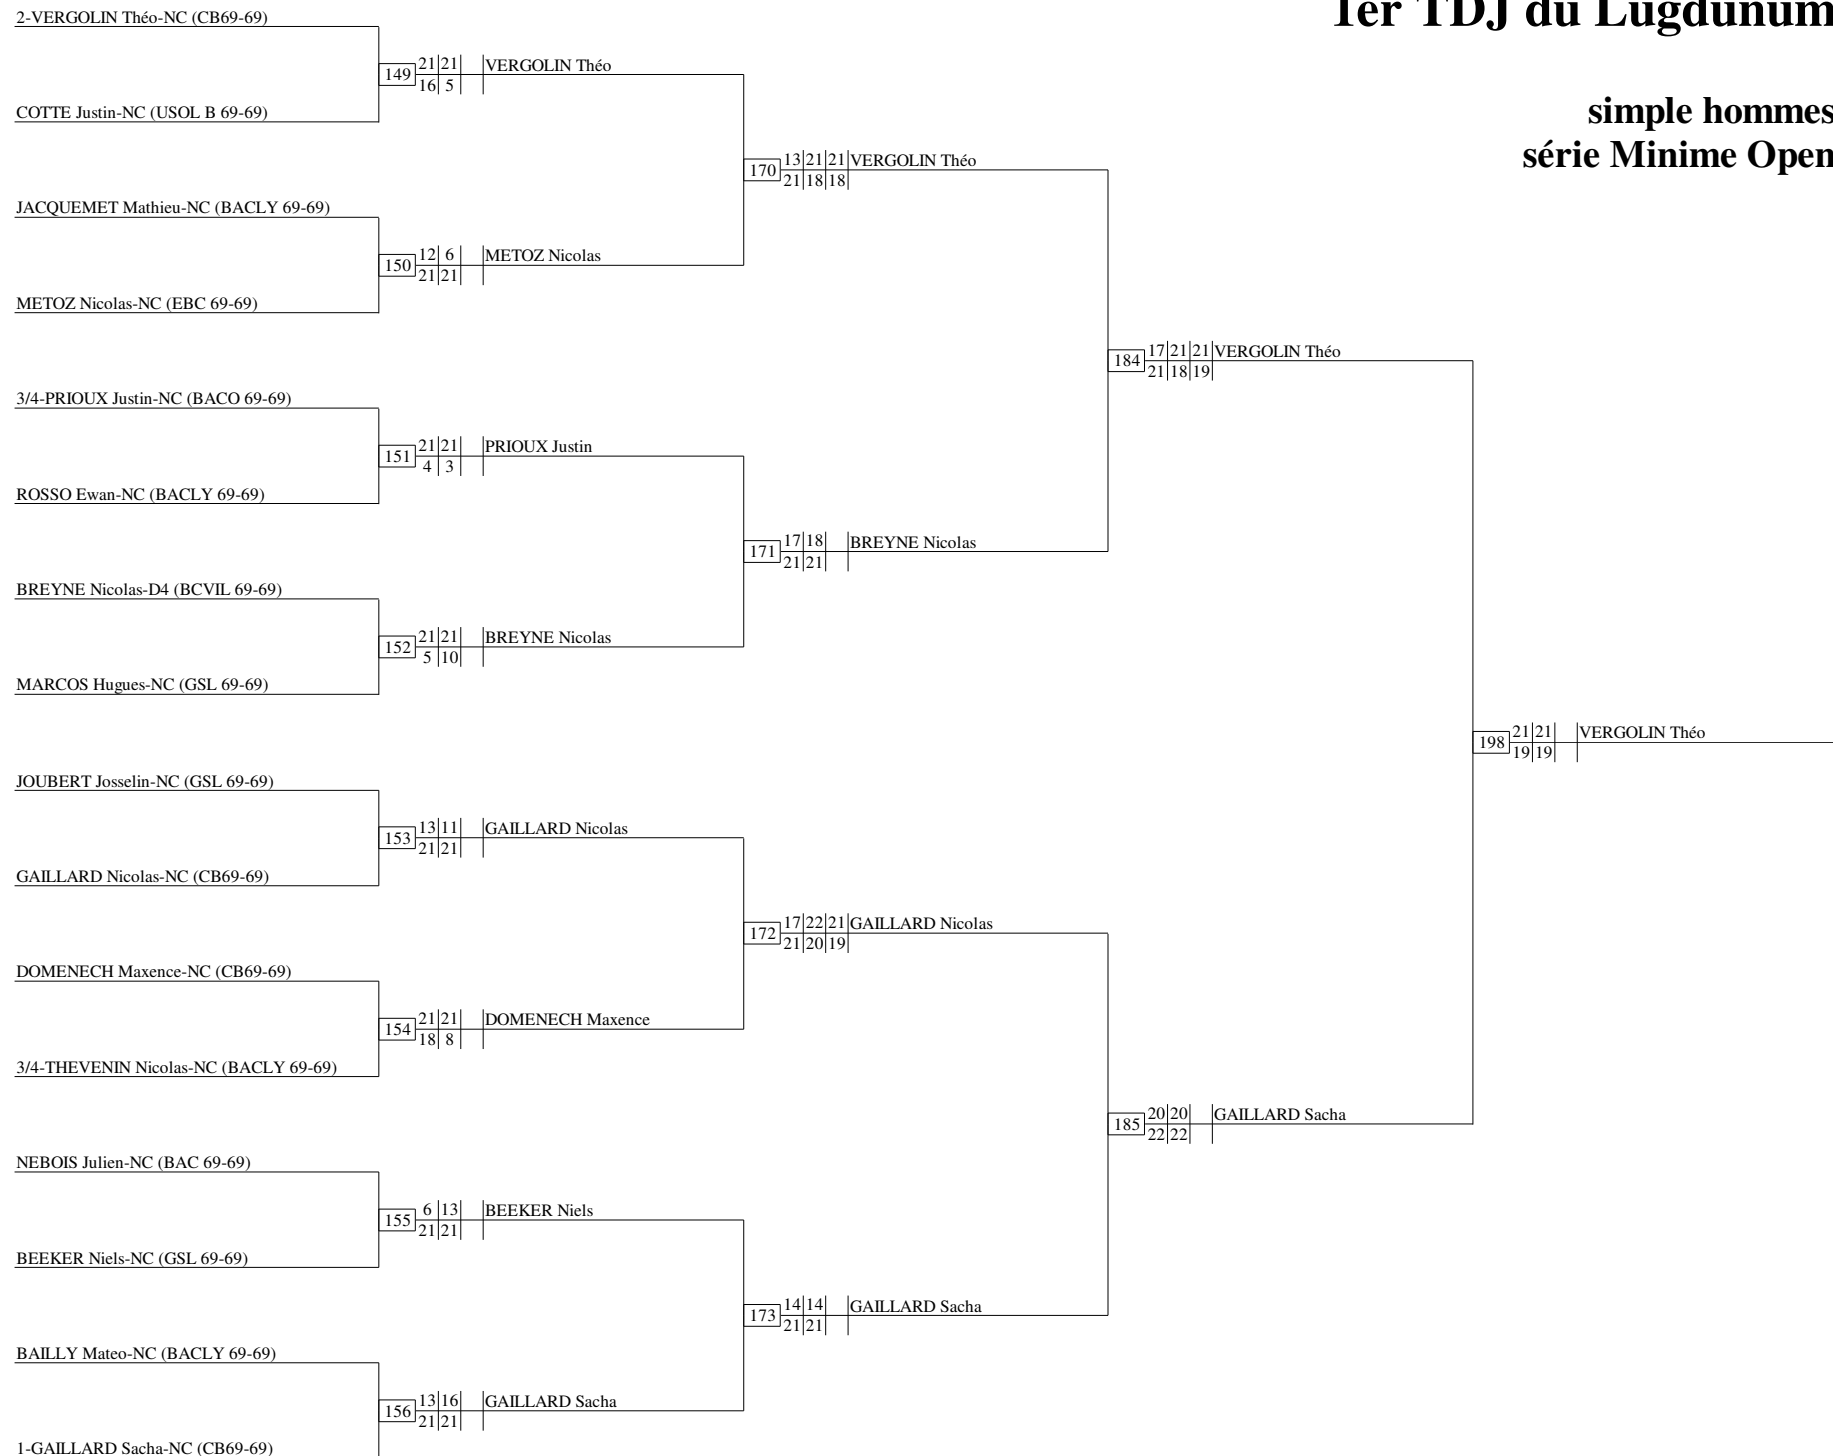 1er TDJ du Lugdunum
simple hommes
série Minime Open
2-VERGOLIN Théo-NC (CB69-69)
149 21 21 VERGOLIN Théo
16 5
COTTE Justin-NC (USOL B 69-69)
170 13 21 21 VERGOLIN Théo
21 18 18
JACQUEMET Mathieu-NC (BACLY 69-69)
150 12 6 METOZ Nicolas
21 21
METOZ Nicolas-NC (EBC 69-69)
184 17 21 21 VERGOLIN Théo
21 18 19
3/4-PRIOUX Justin-NC (BACO 69-69)
151 21 21 PRIOUX Justin
4 3
ROSSO Ewan-NC (BACLY 69-69)
171 17 18 BREYNE Nicolas
21 21
BREYNE Nicolas-D4 (BCVIL 69-69)
152 21 21 BREYNE Nicolas
5 10
MARCOS Hugues-NC (GSL 69-69)
198 21 21 VERGOLIN Théo
19 19
JOUBERT Josselin-NC (GSL 69-69)
153 13 11 GAILLARD Nicolas
21 21
GAILLARD Nicolas-NC (CB69-69)
172 17 22 21 GAILLARD Nicolas
21 20 19
DOMENECH Maxence-NC (CB69-69)
154 21 21 DOMENECH Maxence
18 8
3/4-THEVENIN Nicolas-NC (BACLY 69-69)
185 20 20 GAILLARD Sacha
22 22
NEBOIS Julien-NC (BAC 69-69)
155 6 13 BEEKER Niels
21 21
BEEKER Niels-NC (GSL 69-69)
173 14 14 GAILLARD Sacha
21 21
BAILLY Mateo-NC (BACLY 69-69)
156 13 16 GAILLARD Sacha
21 21
1-GAILLARD Sacha-NC (CB69-69)